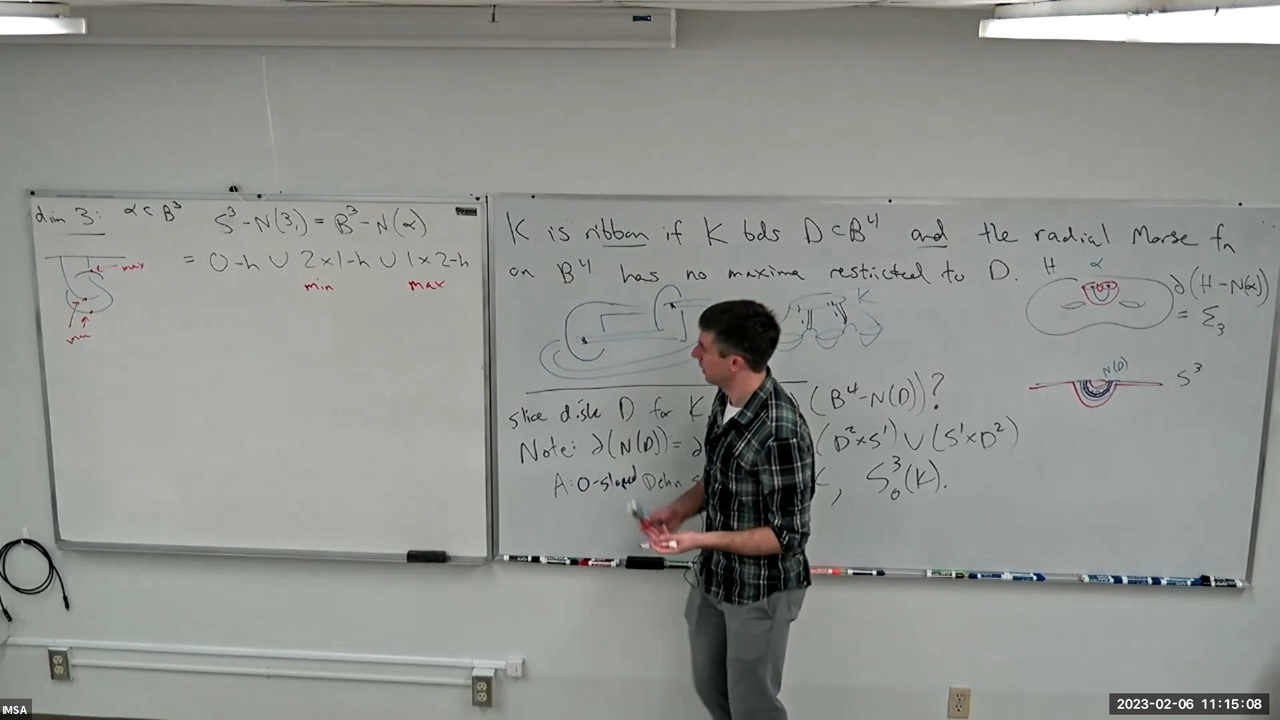 dim 3: α ⊂ B³
S³-N(3₁) = B³-N(α)
= 0-h ∪ 2×1-h ∪ 1×2-h
max
min
max
min
K is ribbon if K bds D⊂B⁴ and the radial Morse fn
on B⁴ has no maxima restricted to D.
K
H α
∂(H-N(α))
= Σ₃
N(D) S³
slice disk D for K (B⁴-N(D))?
Note: ∂(N(D)) = ∂ (D²×S¹) ∪ (S¹×D²)
A: 0-sloped Dehn S³₀(K).
IMSA
2023-02-06 11:15:08